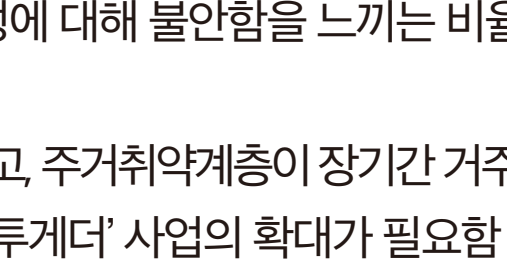 에 대해 불안함을 느끼는 비율
고, 주거취약계층이 장기간 거주
투게더’ 사업의 확대가 필요함